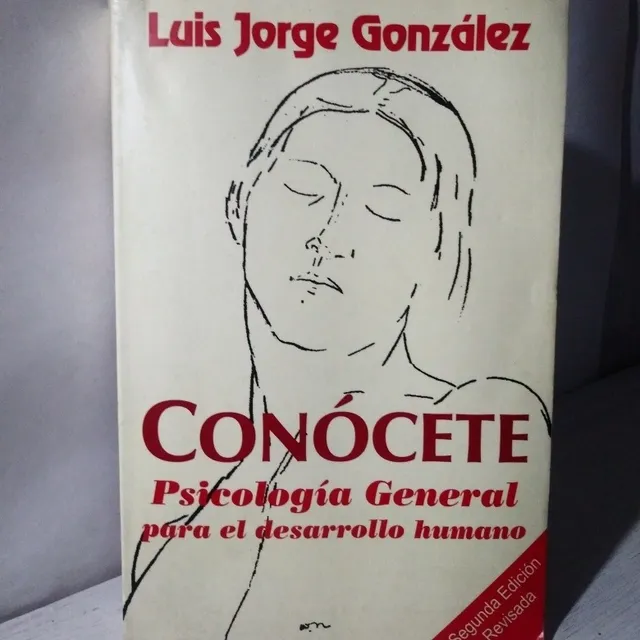 Luis Jorge González
CONÓCETE
Psicología General
para el desarrollo humano
Segunda Edición
Revisada